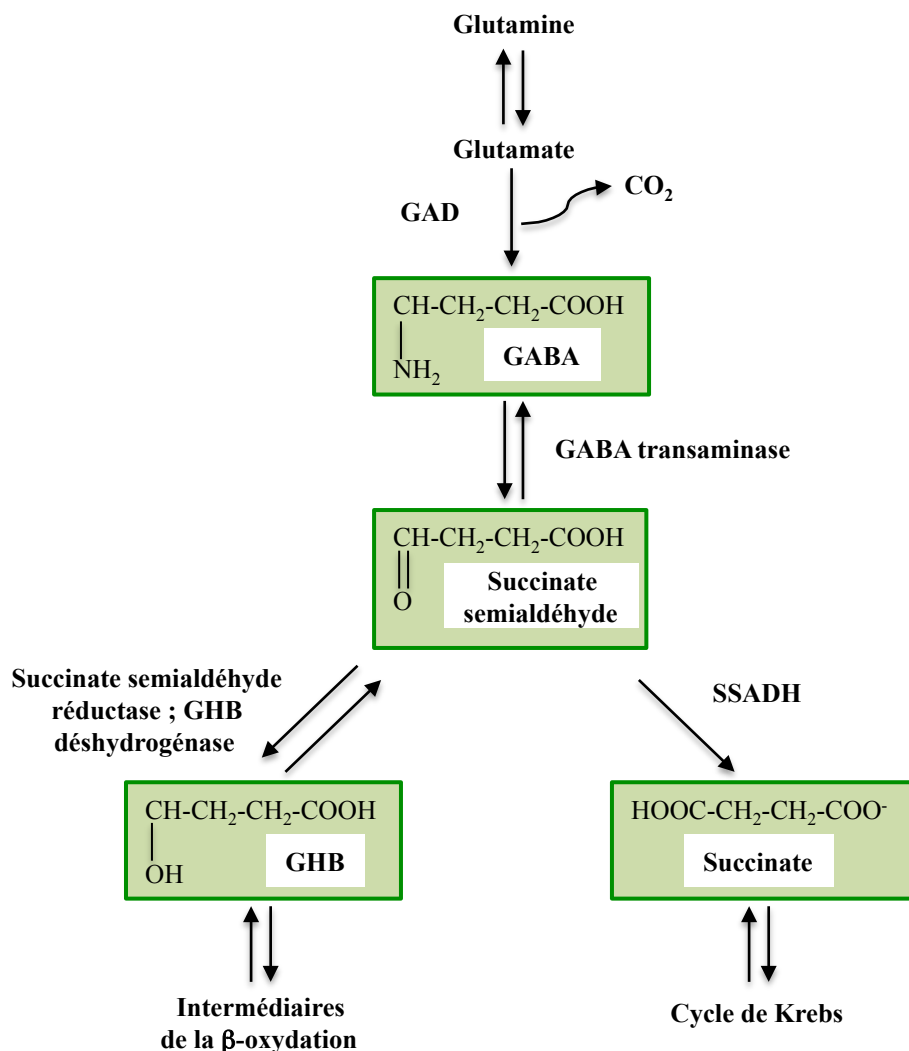 Glutamine
Glutamate
GAD
CO₂
CH-CH₂-CH₂-COOH
NH₂
GABA
GABA transaminase
CH-CH₂-CH₂-COOH
O
Succinate
semialdéhyde
Succinate semialdéhyde
réductase ; GHB
déshydrogénase
SSADH
CH-CH₂-CH₂-COOH
OH
GHB
HOOC-CH₂-CH₂-COO⁻
Succinate
Intermédiaires
de la β-oxydation
Cycle de Krebs